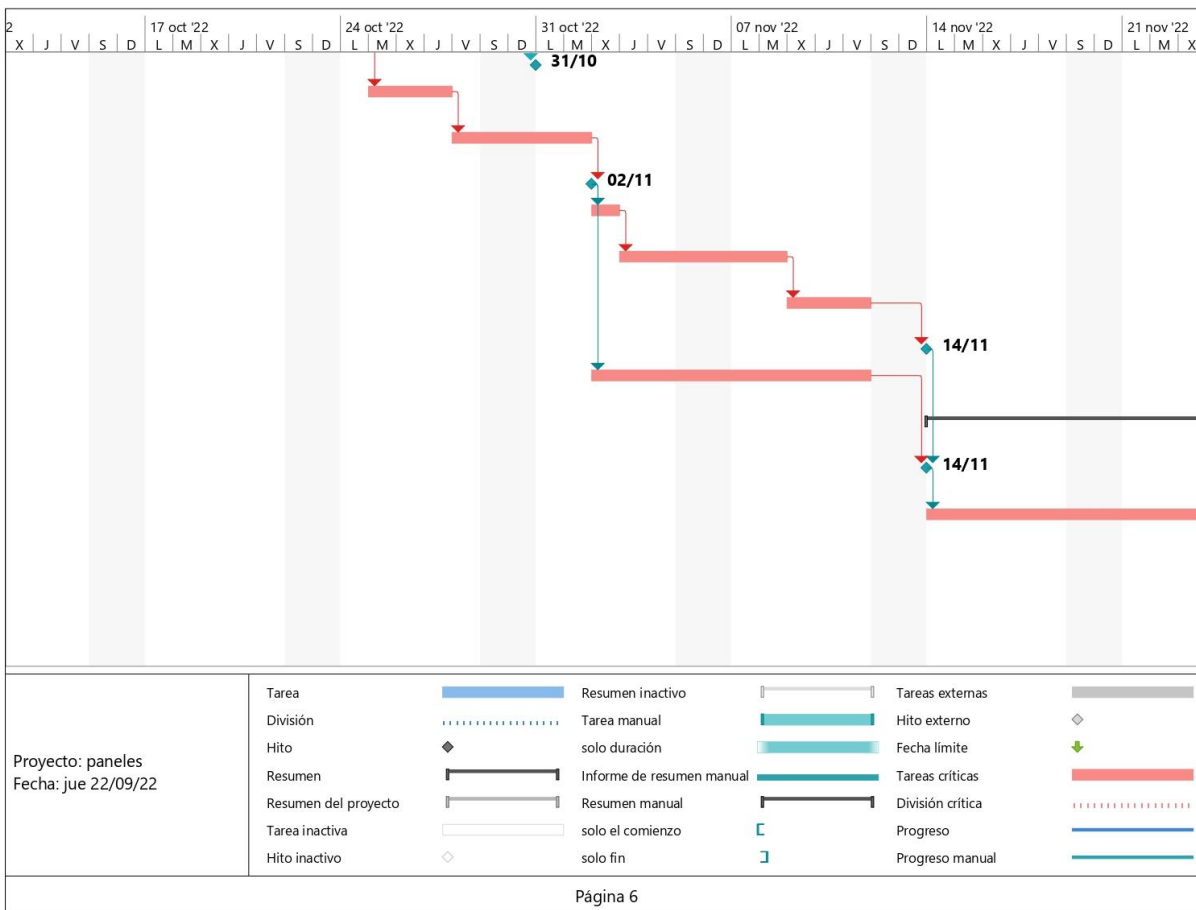 2 17 oct '22 24 oct '22 31 oct '22 07 nov '22 14 nov '22 21 nov '22
X J V S D L M X J V S D L M X J V S D L M X J V S D L M X J V S D L M X J V S D L M X
31/10
02/11
14/11
14/11
Proyecto: paneles
Fecha: jue 22/09/22
Tarea
División
Hito
Resumen
Resumen del proyecto
Tarea inactiva
Hito inactivo
Resumen inactivo
Tarea manual
solo duración
Informe de resumen manual
Resumen manual
solo el comienzo
solo fin
Tareas externas
Hito externo
Fecha límite
Tareas críticas
División crítica
Progreso
Progreso manual
Página 6